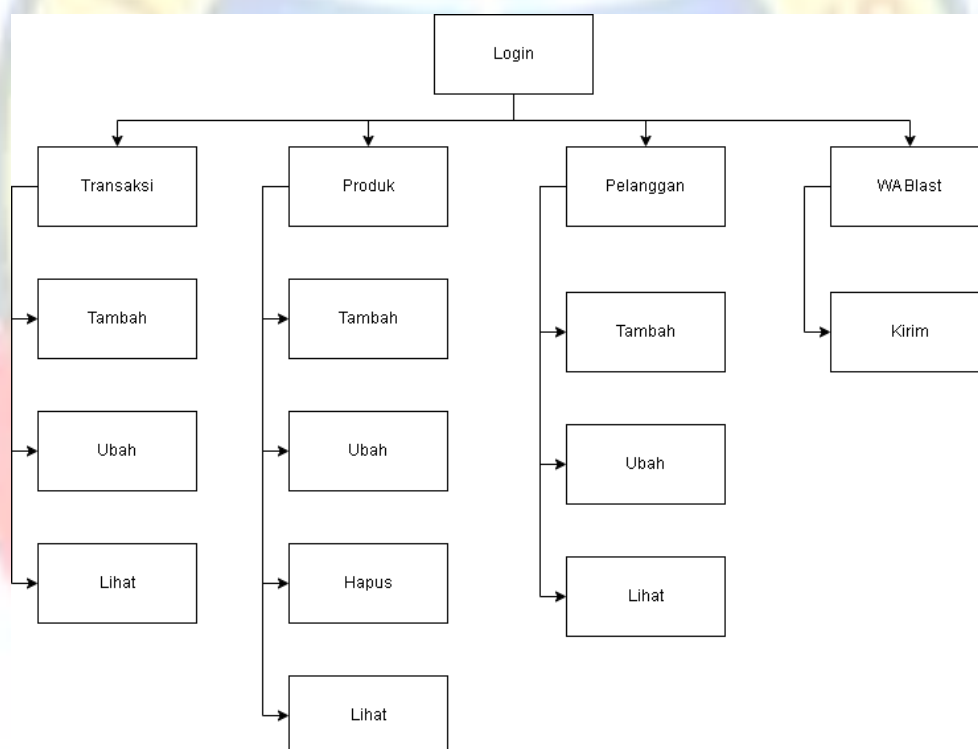 Login
Transaksi
Produk
Pelanggan
WA Blast
Tambah
Tambah
Tambah
Kirim
Ubah
Ubah
Ubah
Lihat
Hapus
Lihat
Lihat